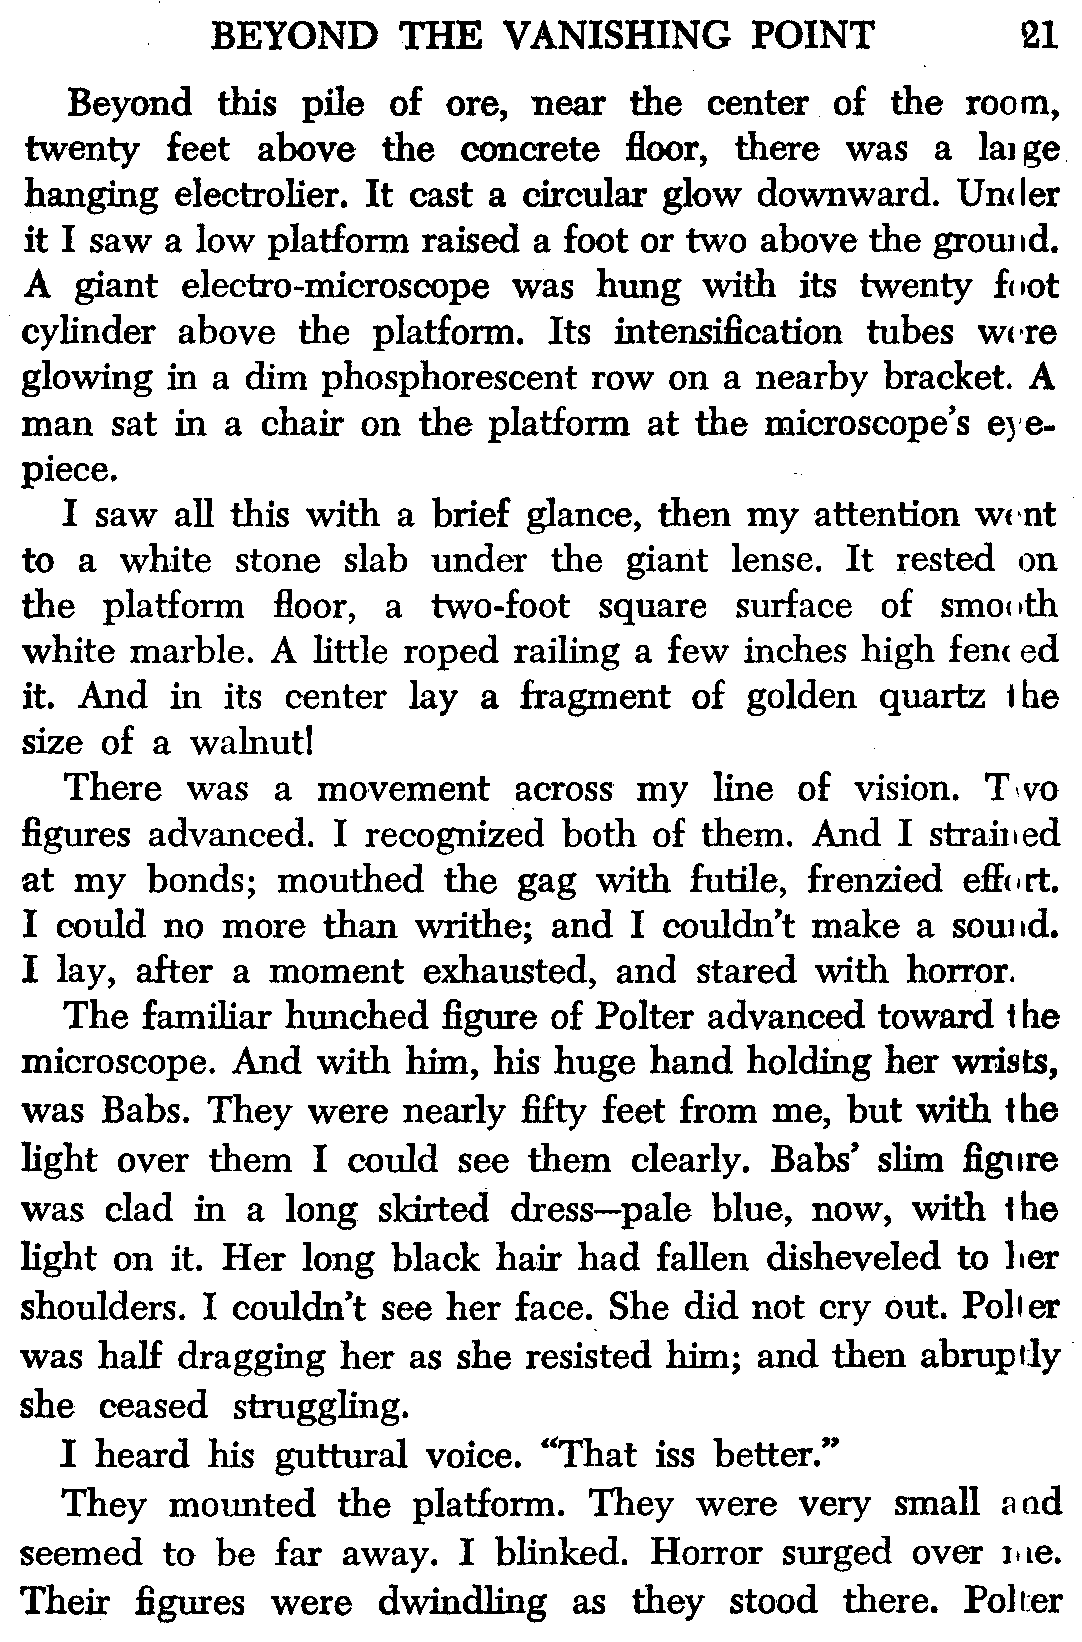 BEYOND THE VANISHING POINT 21
Beyond this pile of ore, near the center of the room,
twenty feet above the concrete floor, there was a large
hanging electrolier. It cast a circular glow downward. Under
it I saw a low platform raised a foot or two above the ground.
A giant electro-microscope was hung with its twenty foot
cylinder above the platform. Its intensification tubes were
glowing in a dim phosphorescent row on a nearby bracket. A
man sat in a chair on the platform at the microscope's eye-
piece.
I saw all this with a brief glance, then my attention went
to a white stone slab under the giant lense. It rested on
the platform floor, a two-foot square surface of smooth
white marble. A little roped railing a few inches high fenced
it. And in its center lay a fragment of golden quartz the
size of a walnut!
There was a movement across my line of vision. Two
figures advanced. I recognized both of them. And I strained
at my bonds; mouthed the gag with futile, frenzied effort.
I could no more than writhe; and I couldn't make a sound.
I lay, after a moment exhausted, and stared with horror.
The familiar hunched figure of Polter advanced toward the
microscope. And with him, his huge hand holding her wrists,
was Babs. They were nearly fifty feet from me, but with the
light over them I could see them clearly. Babs' slim figure
was clad in a long skirted dress—pale blue, now, with the
light on it. Her long black hair had fallen disheveled to her
shoulders. I couldn't see her face. She did not cry out. Polter
was half dragging her as she resisted him; and then abruptly
she ceased struggling.
I heard his guttural voice. "That iss better."
They mounted the platform. They were very small and
seemed to be far away. I blinked. Horror surged over me.
Their figures were dwindling as they stood there. Polter